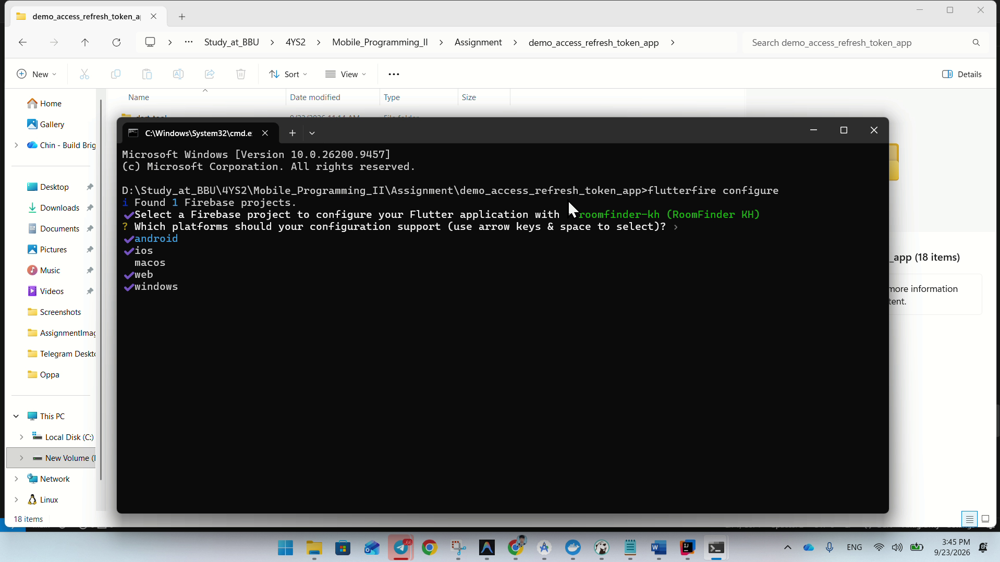 demo_access_refresh_token_a
Study_at_BBU > 4YS2 > Mobile_Programming_II > Assignment > demo_access_refresh_token_app >
Search demo_access_refresh_token_app
New
Sort
View
Details
Name
Date modified
Type
Size
Home
Gallery
Chin - Build Brig
Desktop
Downloads
Documents
Pictures
Music
Videos
Screenshots
AssignmentImag
Telegram Deskto
Oppa
This PC
Local Disk (C:)
New Volume (
Network
Linux
18 items
C:\Windows\System32\cmd.e
Microsoft Windows [Version 10.0.26200.9457]
(c) Microsoft Corporation. All rights reserved.
D:\Study_at_BBU\4YS2\Mobile_Programming_II\Assignment\demo_access_refresh_token_app>flutterfire configure
i Found 1 Firebase projects.
✔Select a Firebase project to configure your Flutter application with roomfinder-kh (RoomFinder KH)
? Which platforms should your configuration support (use arrow keys & space to select)? ›
✔android
✔ios
macos
✔web
✔windows
_app (18 items)
more information
tent.
66
ENG
3:45 PM
9/23/2026